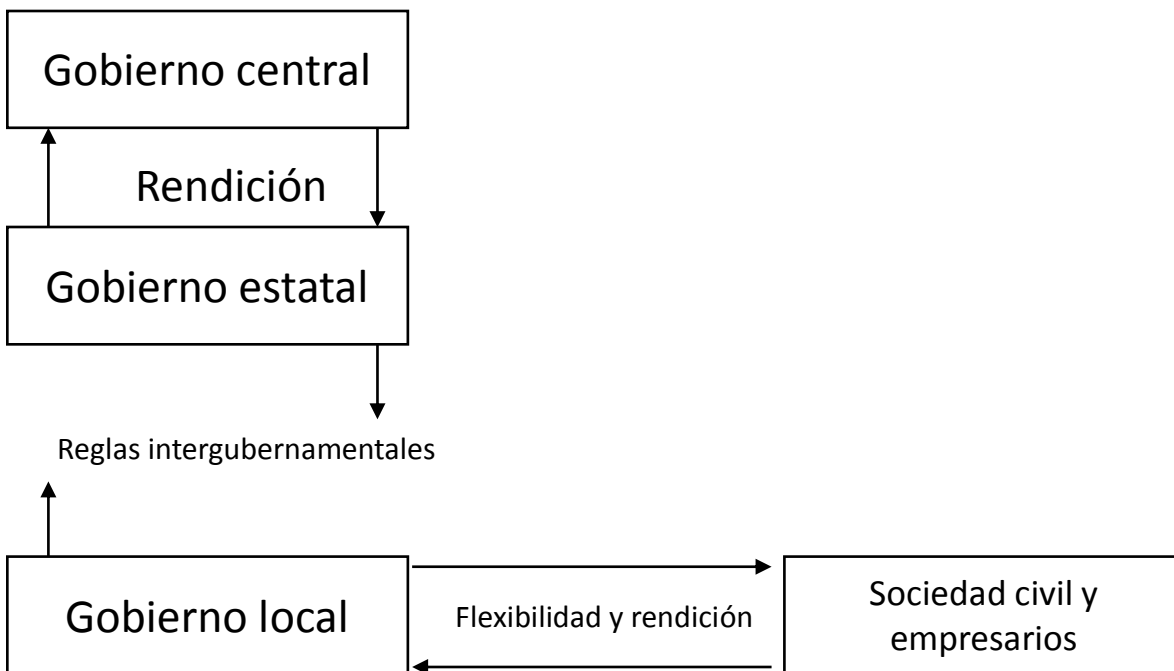 Gobierno central
Rendición
Gobierno estatal
Reglas intergubernamentales
Gobierno local
Flexibilidad y rendición
Sociedad civil y
empresarios